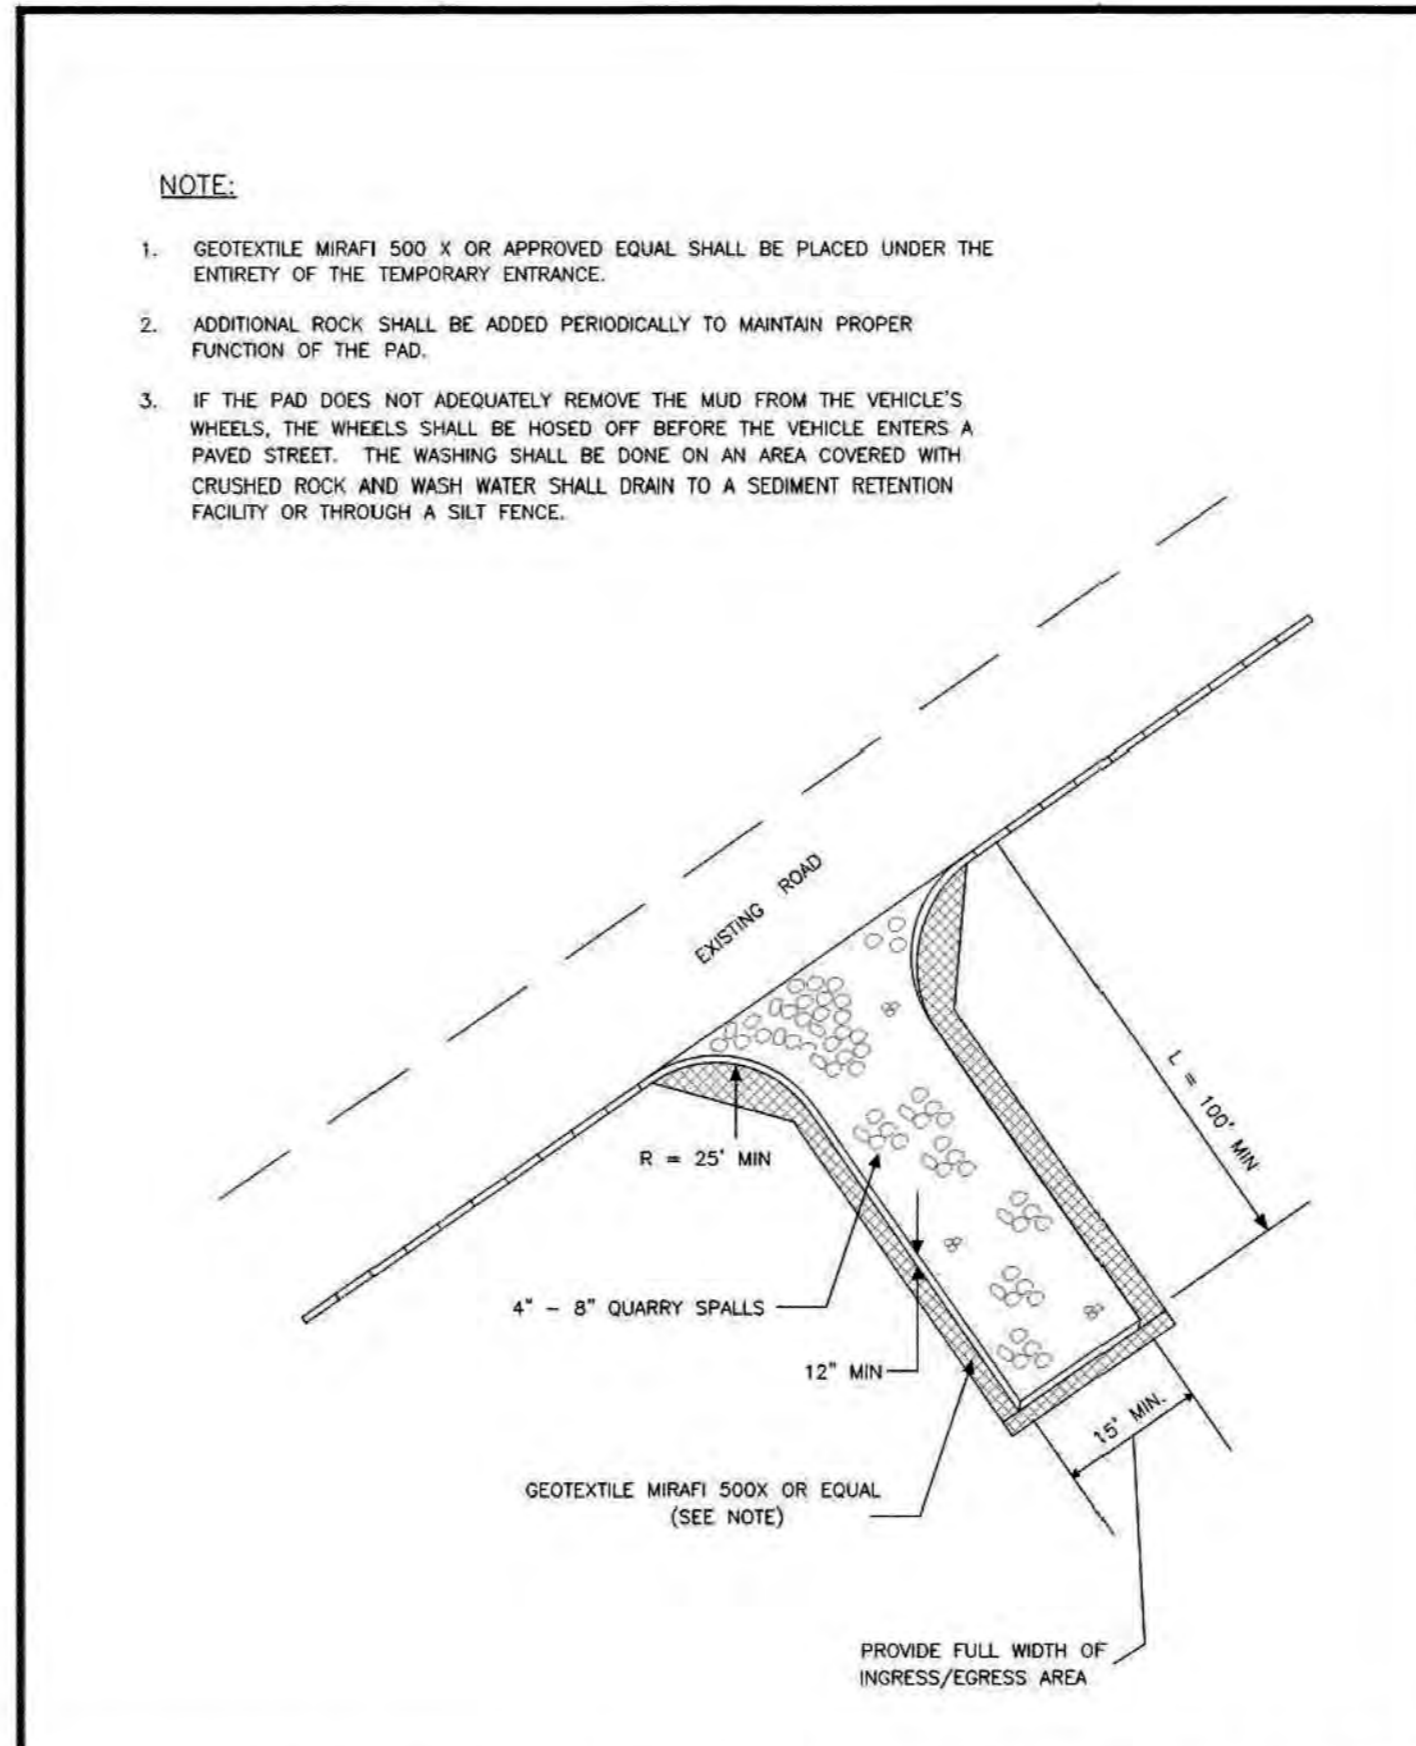 NOTE:
1. GEOTEXTILE MIRAFI 500 X OR APPROVED EQUAL SHALL BE PLACED UNDER THE
ENTIRETY OF THE TEMPORARY ENTRANCE.
2. ADDITIONAL ROCK SHALL BE ADDED PERIODICALLY TO MAINTAIN PROPER
FUNCTION OF THE PAD.
3. IF THE PAD DOES NOT ADEQUATELY REMOVE THE MUD FROM THE VEHICLE'S
WHEELS, THE WHEELS SHALL BE HOSED OFF BEFORE THE VEHICLE ENTERS A
PAVED STREET. THE WASHING SHALL BE DONE ON AN AREA COVERED WITH
CRUSHED ROCK AND WASH WATER SHALL DRAIN TO A SEDIMENT RETENTION
FACILITY OR THROUGH A SILT FENCE.
EXISTING ROAD
L = 100' MIN
R = 25' MIN
4" - 8" QUARRY SPALLS
12" MIN
15' MIN.
GEOTEXTILE MIRAFI 500X OR EQUAL
(SEE NOTE)
PROVIDE FULL WIDTH OF
INGRESS/EGRESS AREA